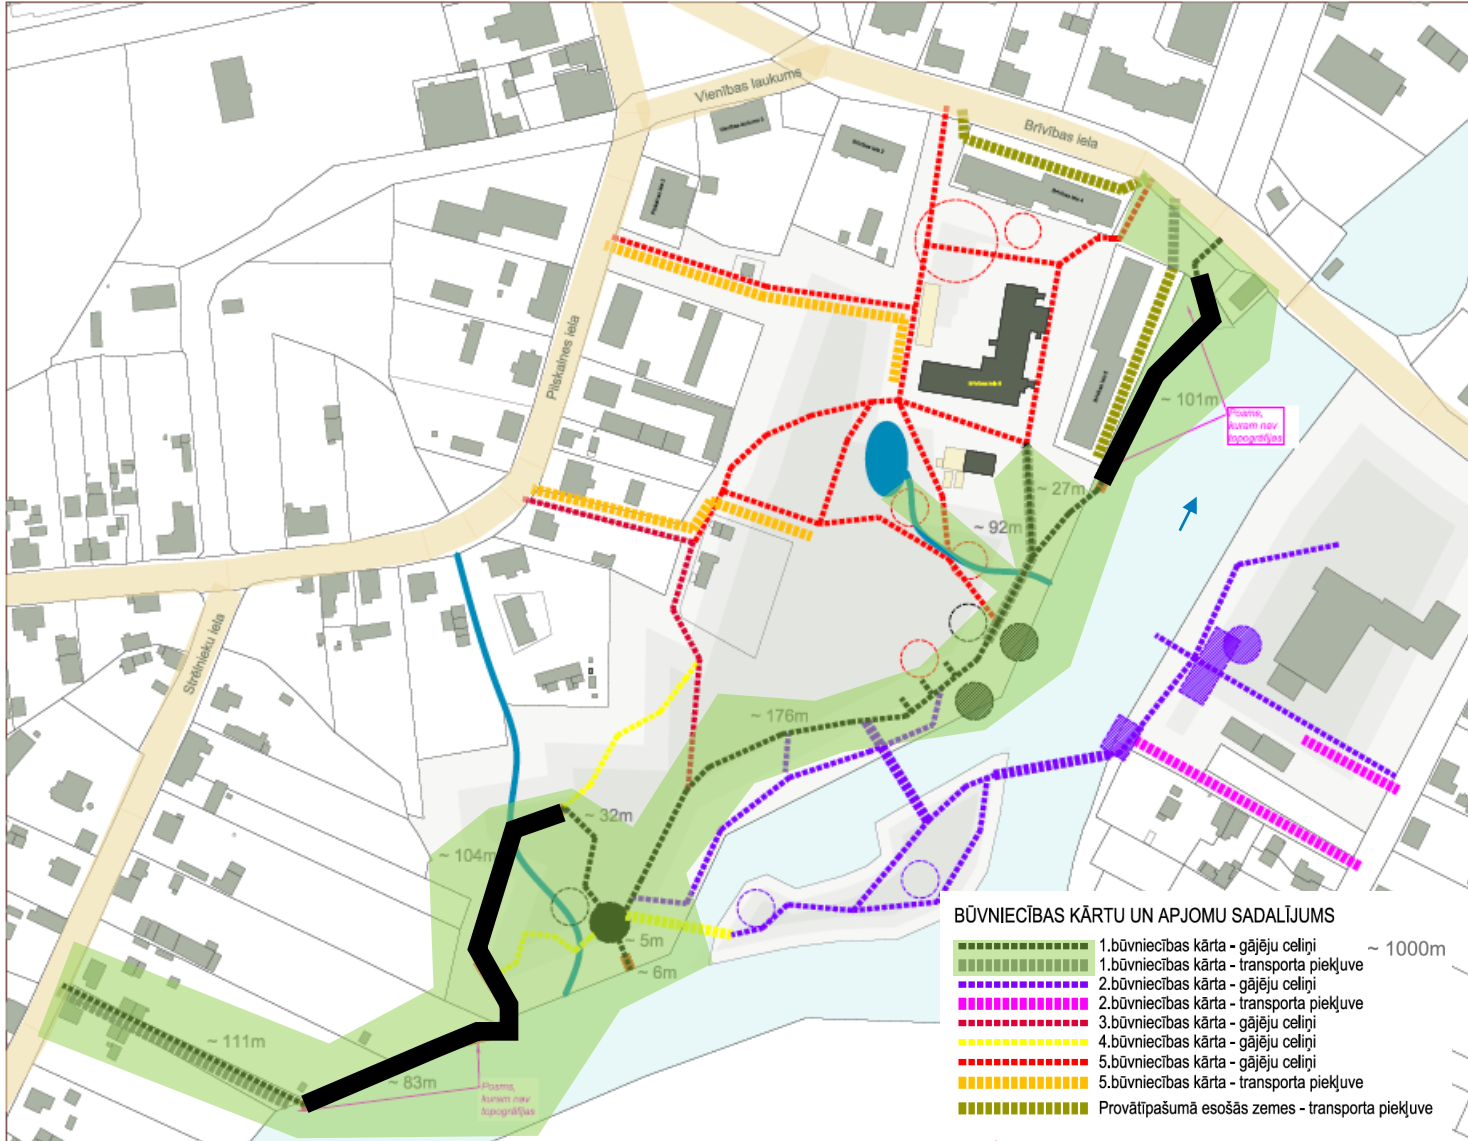 Vienības laukums
Brīvības iela
Pilskalnes iela
Strēlnieku iela
~ 101m
Posms,
kuram nav
topogrāfijas
~ 27m
~ 92m
~ 176m
~ 32m
~ 104m
~ 5m
~ 6m
~ 111m
~ 83m
Posms,
kuram nav
topogrāfijas
BŪVNIECĪBAS KĀRTU UN APJOMU SADALĪJUMS
1.būvniecības kārta - gājēju celiņi ~ 1000m
1.būvniecības kārta - transporta piekļuve
2.būvniecības kārta - gājēju celiņi
2.būvniecības kārta - transporta piekļuve
3.būvniecības kārta - gājēju celiņi
4.būvniecības kārta - gājēju celiņi
5.būvniecības kārta - gājēju celiņi
5.būvniecības kārta - transporta piekļuve
Provātīpašumā esošās zemes - transporta piekļuve